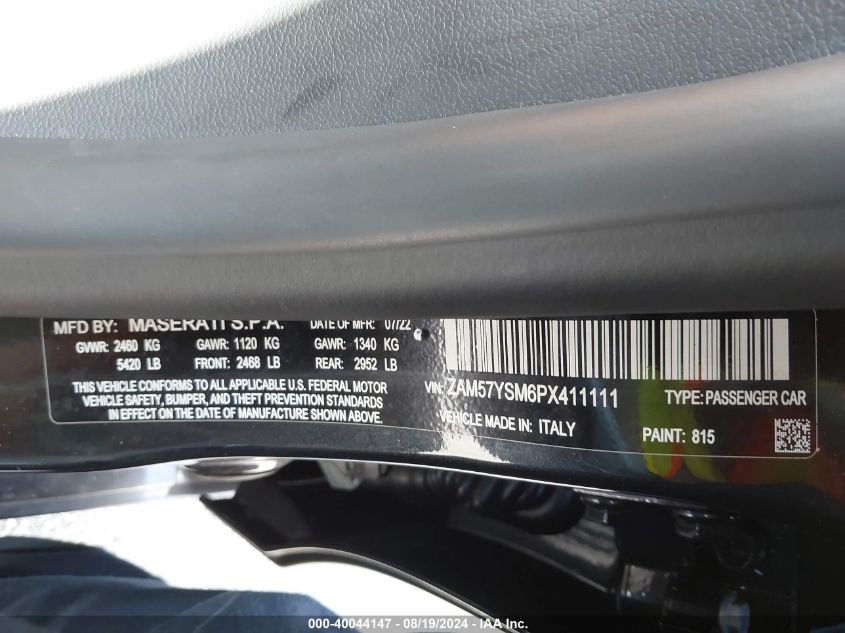 MFD BY: MASERATI S.P.A. DATE OF MFR: 07/22
GVWR: 2460 KG GAWR: 1120 KG GAWR: 1340 KG
5420 LB FRONT: 2468 LB REAR: 2952 LB
THIS VEHICLE CONFORMS TO ALL APPLICABLE U.S. FEDERAL MOTOR
VEHICLE SAFETY, BUMPER, AND THEFT PREVENTION STANDARDS
IN EFFECT ON THE DATE OF MANUFACTURE SHOWN ABOVE.
VIN: ZAM57YSM6PX411111 TYPE: PASSENGER CAR
VEHICLE MADE IN: ITALY PAINT: 815
000-40044147 - 08/19/2024 - IAA Inc.